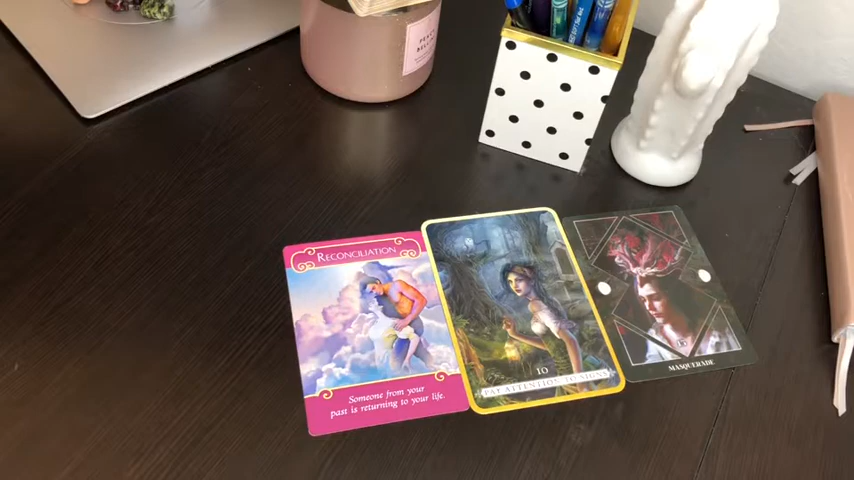 RECONCILIATION
Someone from your
past is returning to your life.
10
PAY ATTENTION TO SIGNS
MASQUERADE